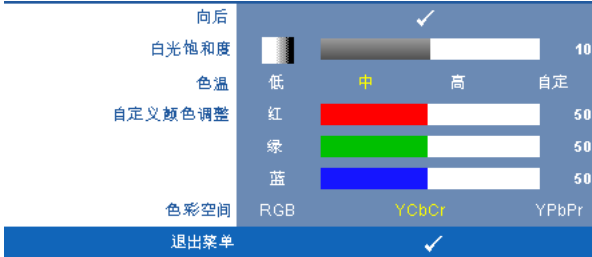 向后
白光饱和度 10
色温 低 中 高 自定
自定义颜色调整 红 50
绿 50
蓝 50
色彩空间 RGB YCbCr YPbPr
退出菜单